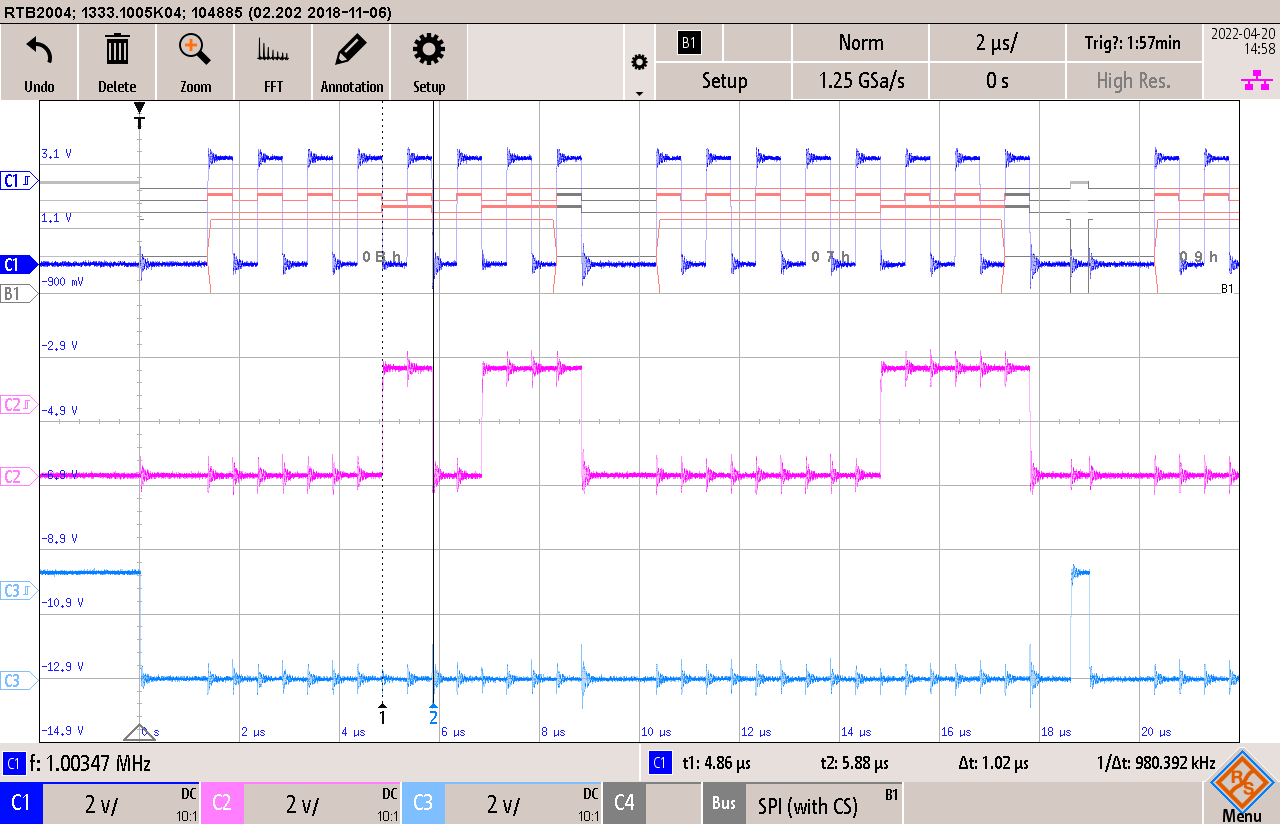 RTB2004; 1333.1005K04; 104885 (02.202 2018-11-06)
Undo Delete Zoom FFT Annotation Setup
B1 Norm 2 µs/ Trig?: 1:57min 2022-04-20
14:58
Setup 1.25 GSa/s 0 s High Res.
T
3.1 V
C1
1.1 V
C1 0 B h 0 7 h 0 9 h
-900 mV
B1 B1
-2.9 V
C2 -4.9 V
C2 -6.9 V
-8.9 V
C3
-10.9 V
-12.9 V
C3
1 2
-14.9 V 0 s 2 µs 4 µs 6 µs 8 µs 10 µs 12 µs 14 µs 16 µs 18 µs 20 µs
C1 f: 1.00347 MHz C1 t1: 4.86 µs t2: 5.88 µs Δt: 1.02 µs 1/Δt: 980.392 kHz
C1 2 V/ DC 10:1 C2 2 V/ DC 10:1 C3 2 V/ DC 10:1 C4 Bus SPI (with CS) B1
R S
Menu